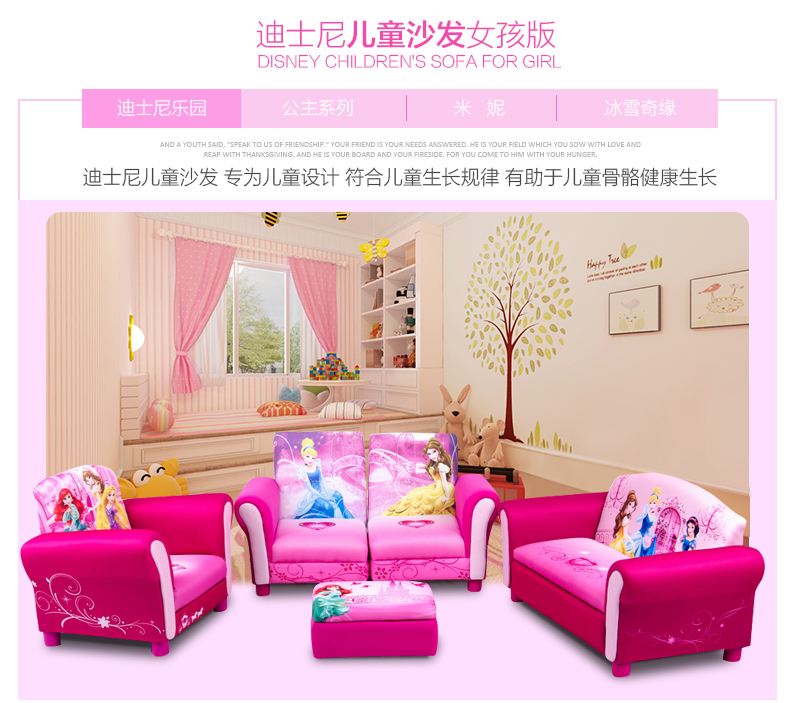 迪士尼儿童沙发女孩版
DISNEY CHILDREN'S SOFA FOR GIRL
迪士尼乐园 公主系列 米 妮 冰雪奇缘
AND A YOUTH SAID, "SPEAK TO US OF FRIENDSHIP." YOUR FRIEND IS YOUR NEEDS ANSWERED. HE IS YOUR FIELD WHICH YOU SOW WITH LOVE AND
REAP WITH THANKSGIVING. AND HE IS YOUR BOARD AND YOUR FIRESIDE. FOR YOU COME TO HIM WITH YOUR HUNGER,
迪士尼儿童沙发 专为儿童设计 符合儿童生长规律 有助于儿童骨骼健康生长
Happy Tree